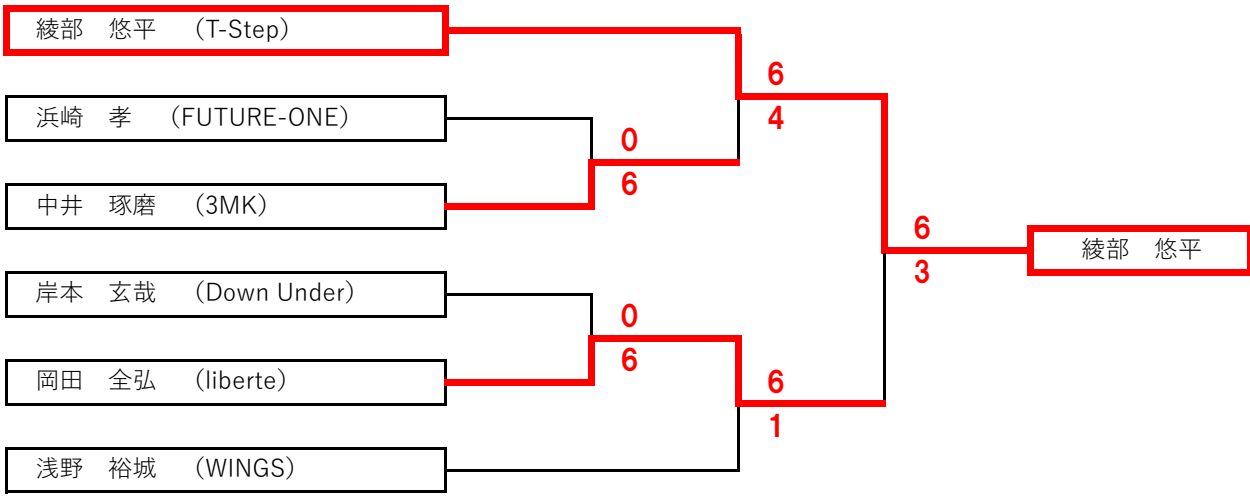 綾部　悠平　（T-Step）
6
浜崎　孝　（FUTURE-ONE）
4
0
6
中井　琢磨　（3MK）
6
綾部　悠平
3
岸本　玄哉　（Down Under）
0
6
岡田　全弘　（liberte）
6
1
浅野　裕城　（WINGS）